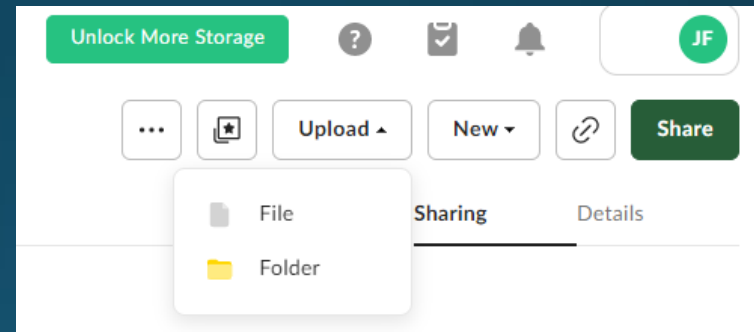 Unlock More Storage
?
JF
...
Upload
New
Share
File
Sharing
Details
Folder